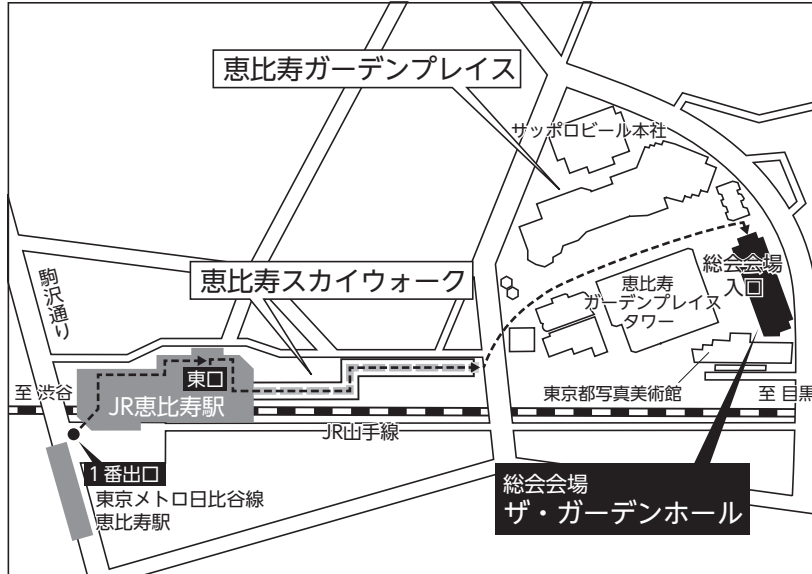 恵比寿ガーデンプレイス
サッポロビール本社
恵比寿スカイウォーク
総会会場
入口
恵比寿
ガーデンプレイス
タワー
駒沢通り
東口
至 渋谷
JR恵比寿駅
東京都写真美術館
至 目黒
JR山手線
1番出口
東京メトロ日比谷線
恵比寿駅
総会会場
ザ・ガーデンホール